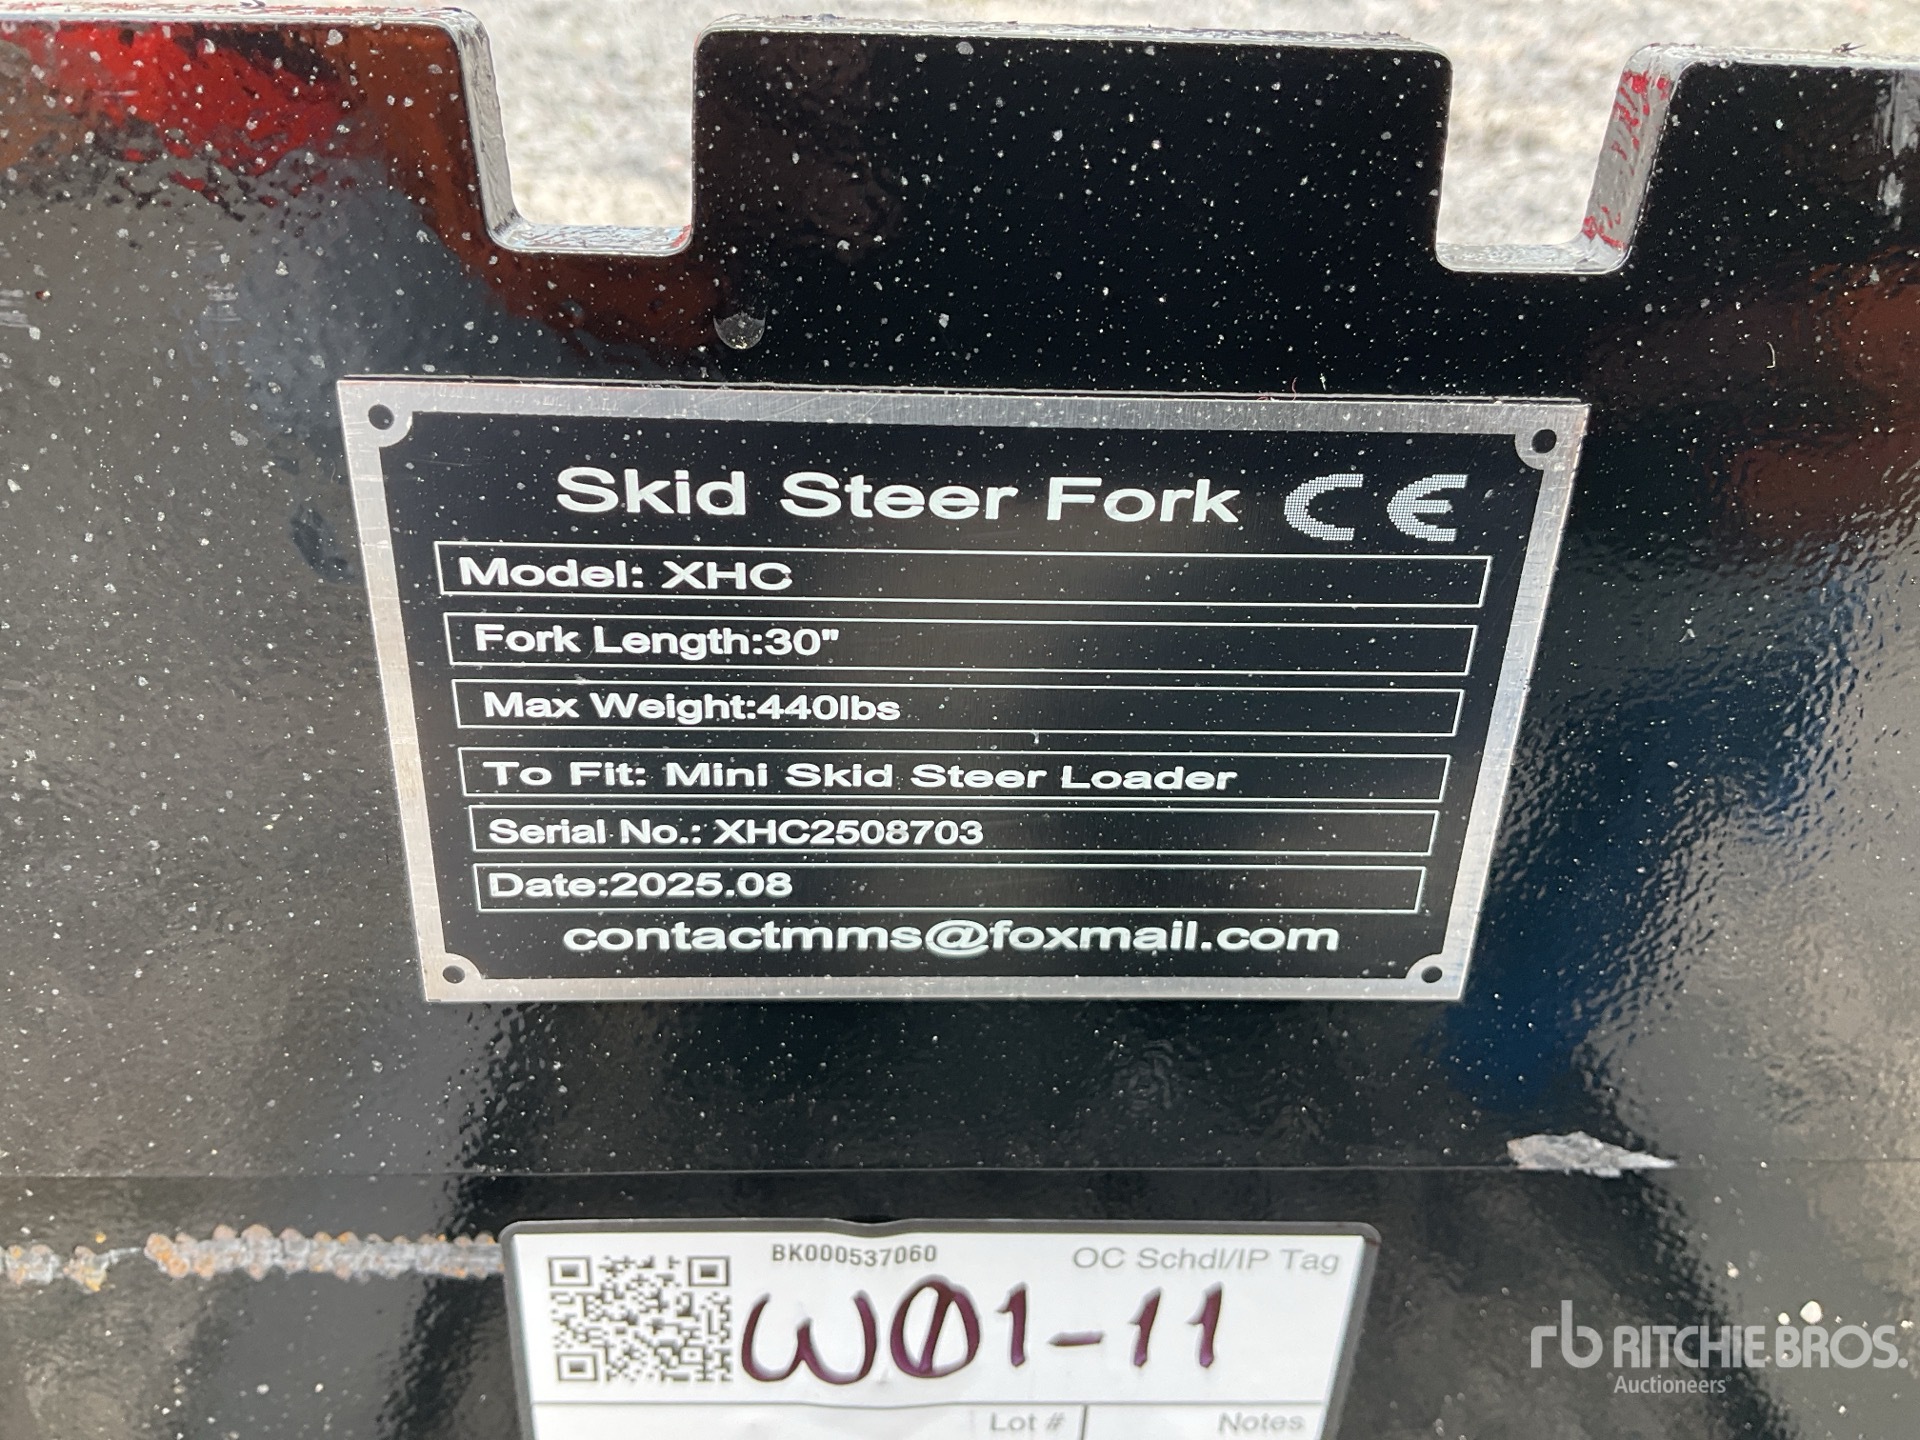 Skid Steer Fork CE
Model: XHC
Fork Length:30"
Max Weight:440lbs
To Fit: Mini Skid Steer Loader
Serial No.: XHC2508703
Date:2025.08
contactmms@foxmail.com
BK000537060 OC Schdl/IP Tag
W01-11
Lot # Notes
rb RITCHIE BROS.
Auctioneers